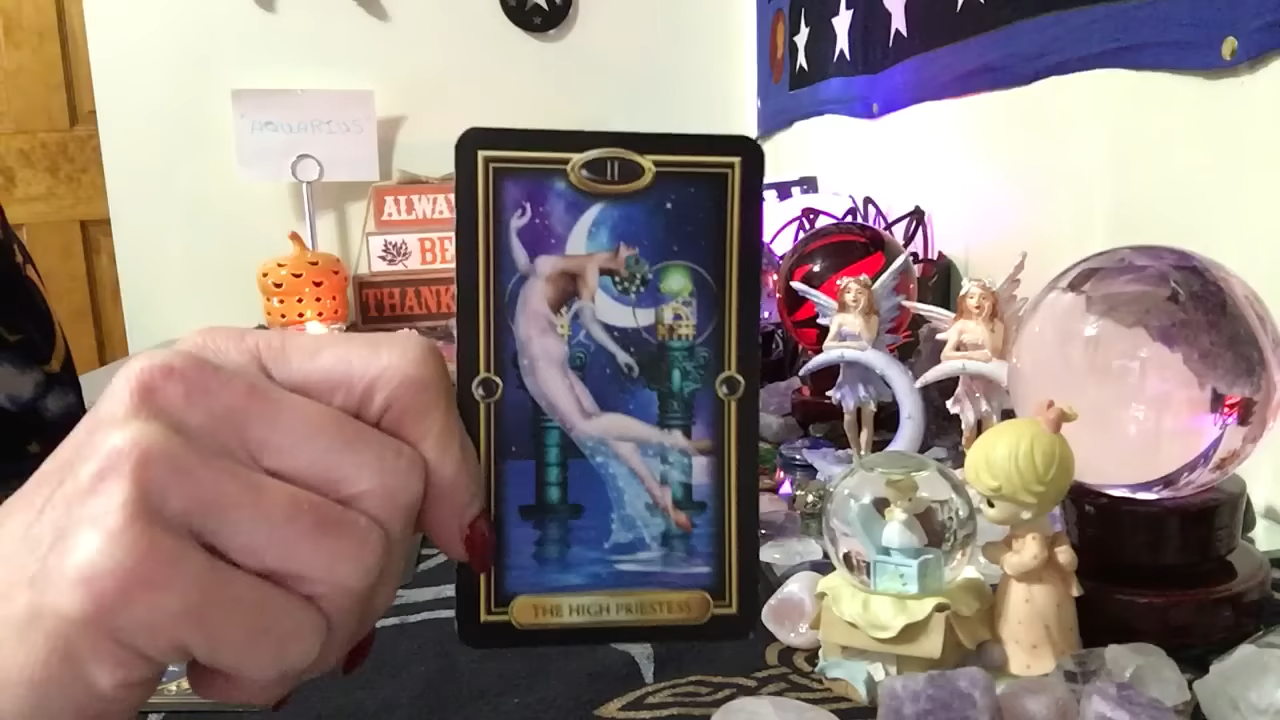 "AQUARIUS"
ALWA
BE
THANK
II
THE HIGH PRIESTESS